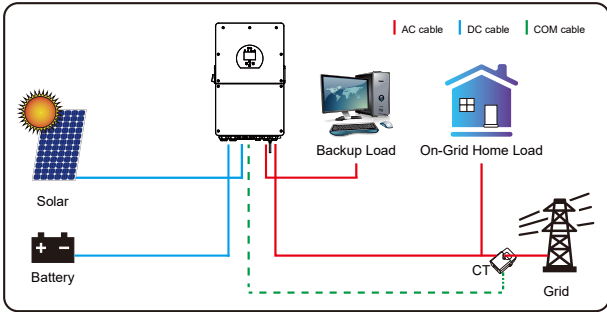 AC cable
DC cable
COM cable
Backup Load
On-Grid Home Load
Solar
Battery
CT
Grid